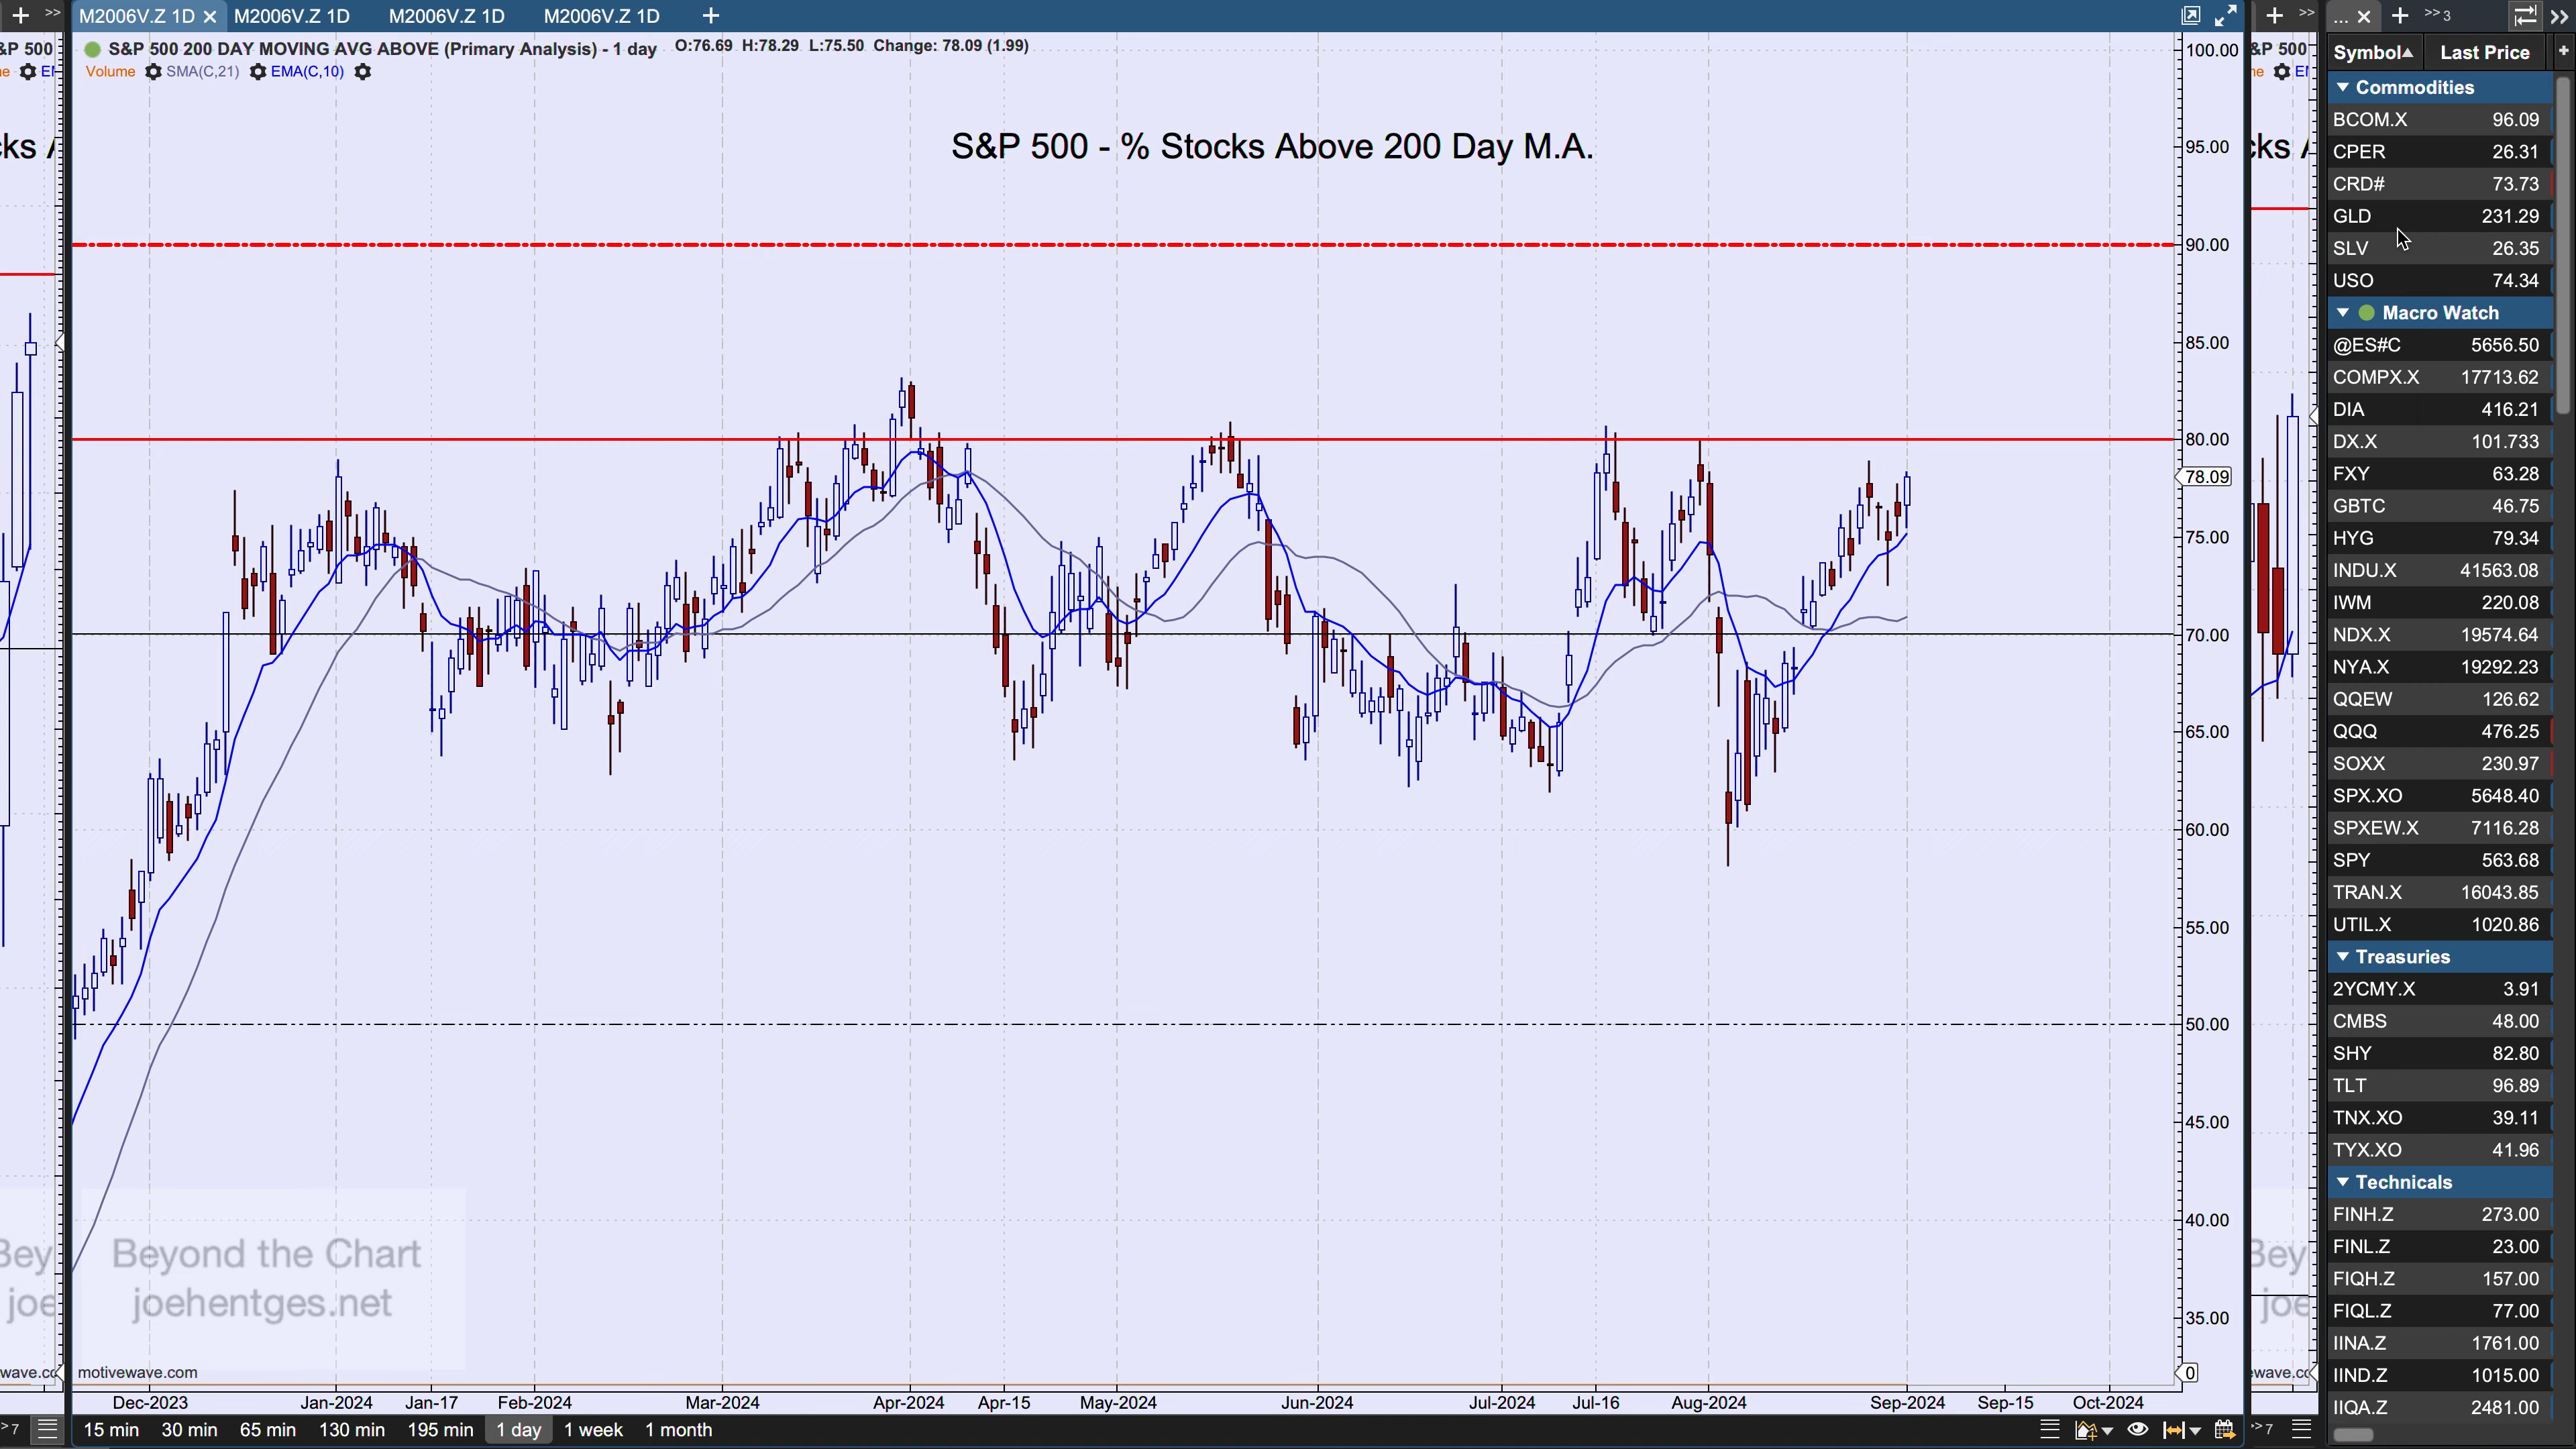 M2006V.Z 1D
M2006V.Z 1D
M2006V.Z 1D
M2006V.Z 1D
S&P 500 200 DAY MOVING AVG ABOVE (Primary Analysis) - 1 day O:76.69 H:78.29 L:75.50 Change: 78.09 (1.99)
Volume SMA(C,21) EMA(C,10)
S&P 500 - % Stocks Above 200 Day M.A.
100.00
95.00
90.00
85.00
80.00
78.09
75.00
70.00
65.00
60.00
55.00
50.00
45.00
40.00
35.00
0
Beyond the Chart
joehentges.net
motivewave.com
Dec-2023 Jan-2024 Jan-17 Feb-2024 Mar-2024 Apr-2024 Apr-15 May-2024 Jun-2024 Jul-2024 Jul-16 Aug-2024 Sep-2024 Sep-15 Oct-2024
15 min 30 min 65 min 130 min 195 min 1 day 1 week 1 month
Symbol Last Price
Commodities
BCOM.X 96.09
CPER 26.31
CRD# 73.73
GLD 231.29
SLV 26.35
USO 74.34
Macro Watch
@ES#C 5656.50
COMPX.X 17713.62
DIA 416.21
DX.X 101.733
FXY 63.28
GBTC 46.75
HYG 79.34
INDU.X 41563.08
IWM 220.08
NDX.X 19574.64
NYA.X 19292.23
QQEW 126.62
QQQ 476.25
SOXX 230.97
SPX.XO 5648.40
SPXEW.X 7116.28
SPY 563.68
TRAN.X 16043.85
UTIL.X 1020.86
Treasuries
2YCMY.X 3.91
CMBS 48.00
SHY 82.80
TLT 96.89
TNX.XO 39.11
TYX.XO 41.96
Technicals
FINH.Z 273.00
FINL.Z 23.00
FIQH.Z 157.00
FIQL.Z 77.00
IINA.Z 1761.00
IIND.Z 1015.00
IIQA.Z 2481.00